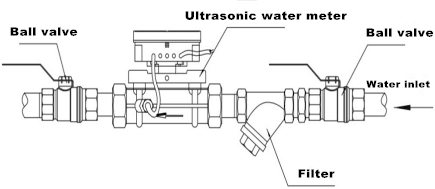 Ultrasonic water meter
Ball valve
Ball valve
Water inlet
Filter